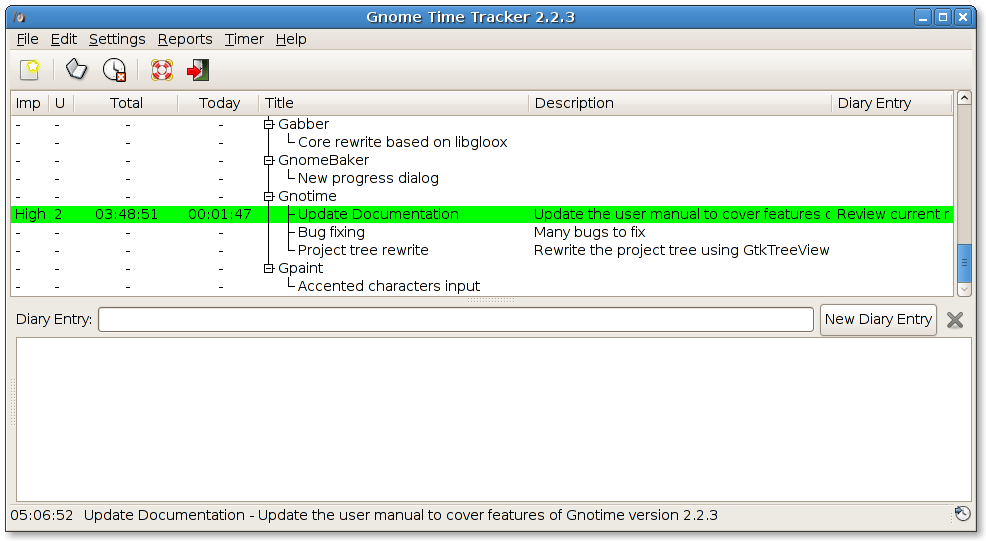 Gnome Time Tracker 2.2.3
File Edit Settings Reports Timer Help
Imp U Total Today Title Description Diary Entry
- - - - Gabber
- - - - Core rewrite based on libgloox
- - - - GnomeBaker
- - - - New progress dialog
- - - - Gnotime
High 2 03:48:51 00:01:47 Update Documentation Update the user manual to cover features Review current
- - - - Bug fixing Many bugs to fix
- - - - Project tree rewrite Rewrite the project tree using GtkTreeView
- - - - Gpaint
- - - - Accented characters input
Diary Entry: New Diary Entry
05:06:52 Update Documentation - Update the user manual to cover features of Gnotime version 2.2.3